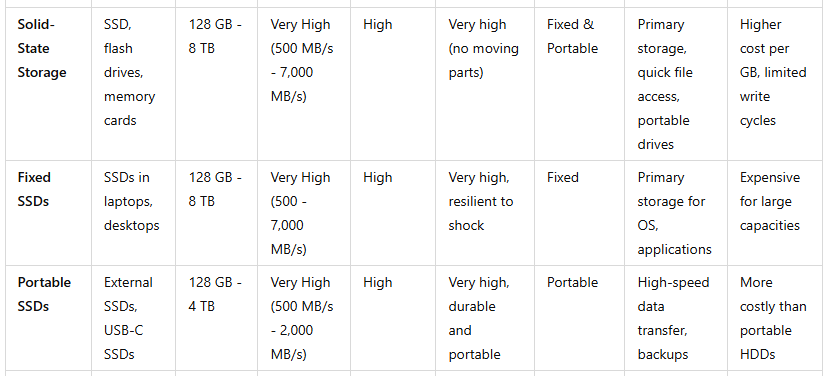 Solid-State Storage | SSD, flash drives, memory cards | 128 GB - 8 TB | Very High (500 MB/s - 7,000 MB/s) | High | Very high (no moving parts) | Fixed & Portable | Primary storage, quick file access, portable drives | Higher cost per GB, limited write cycles
Fixed SSDs | SSDs in laptops, desktops | 128 GB - 8 TB | Very High (500 - 7,000 MB/s) | High | Very high, resilient to shock | Fixed | Primary storage for OS, applications | Expensive for large capacities
Portable SSDs | External SSDs, USB-C SSDs | 128 GB - 4 TB | Very High (500 MB/s - 2,000 MB/s) | High | Very high, durable and portable | Portable | High-speed data transfer, backups | More costly than portable HDDs